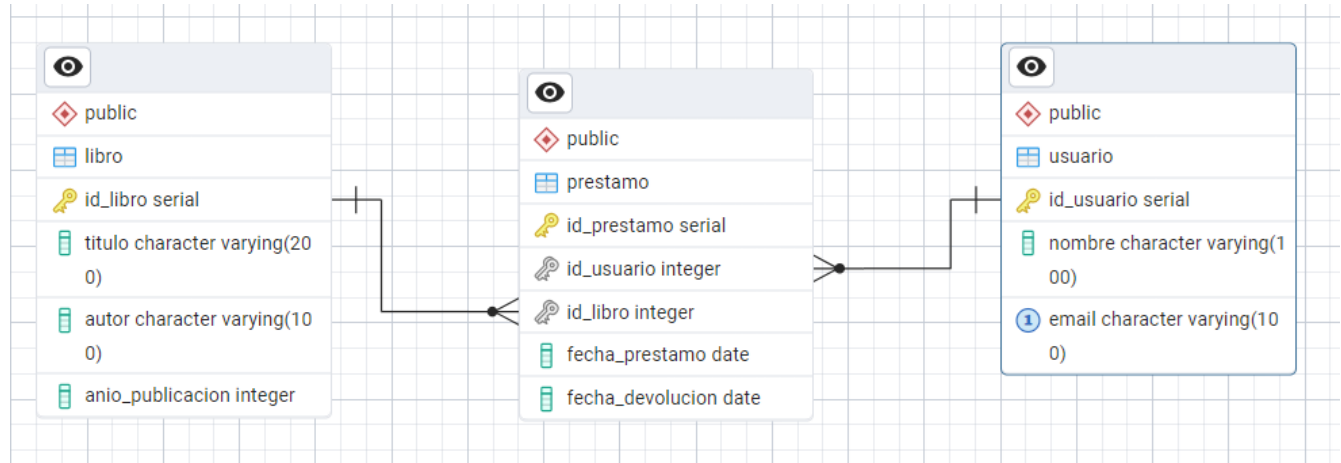 public
libro
id_libro serial
titulo character varying(20
0)
autor character varying(10
0)
anio_publicacion integer
public
prestamo
id_prestamo serial
id_usuario integer
id_libro integer
fecha_prestamo date
fecha_devolucion date
public
usuario
id_usuario serial
nombre character varying(1
00)
1 email character varying(10
0)